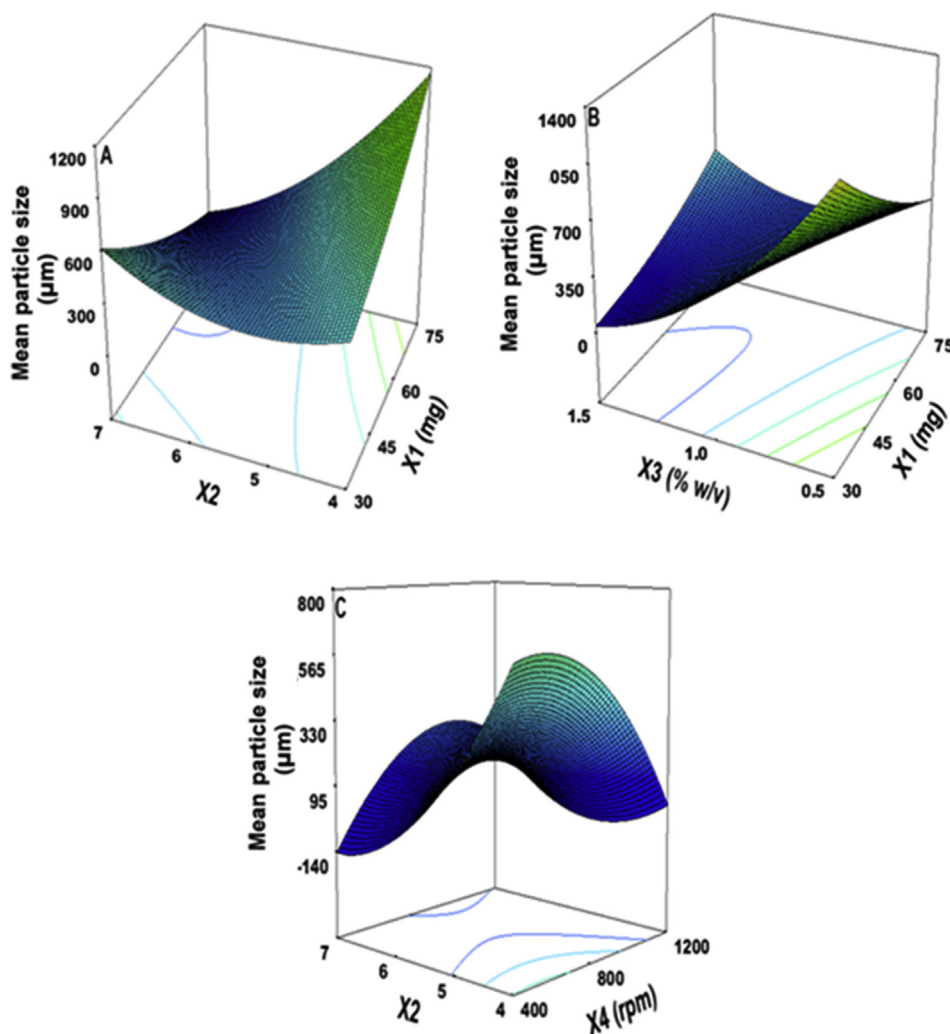 1200 A
900
600
300
0
Mean particle size
(µm)
7
6
5
4
X2
30
45
60
75
X1 (mg)
1400 B
050
700
350
0
Mean particle size
(µm)
1.5
1.0
0.5
X3 (% w/v)
30
45
60
75
X1 (mg)
800 C
565
330
95
-140
Mean particle size
(µm)
7
6
5
4
X2
400
800
1200
X4 (rpm)